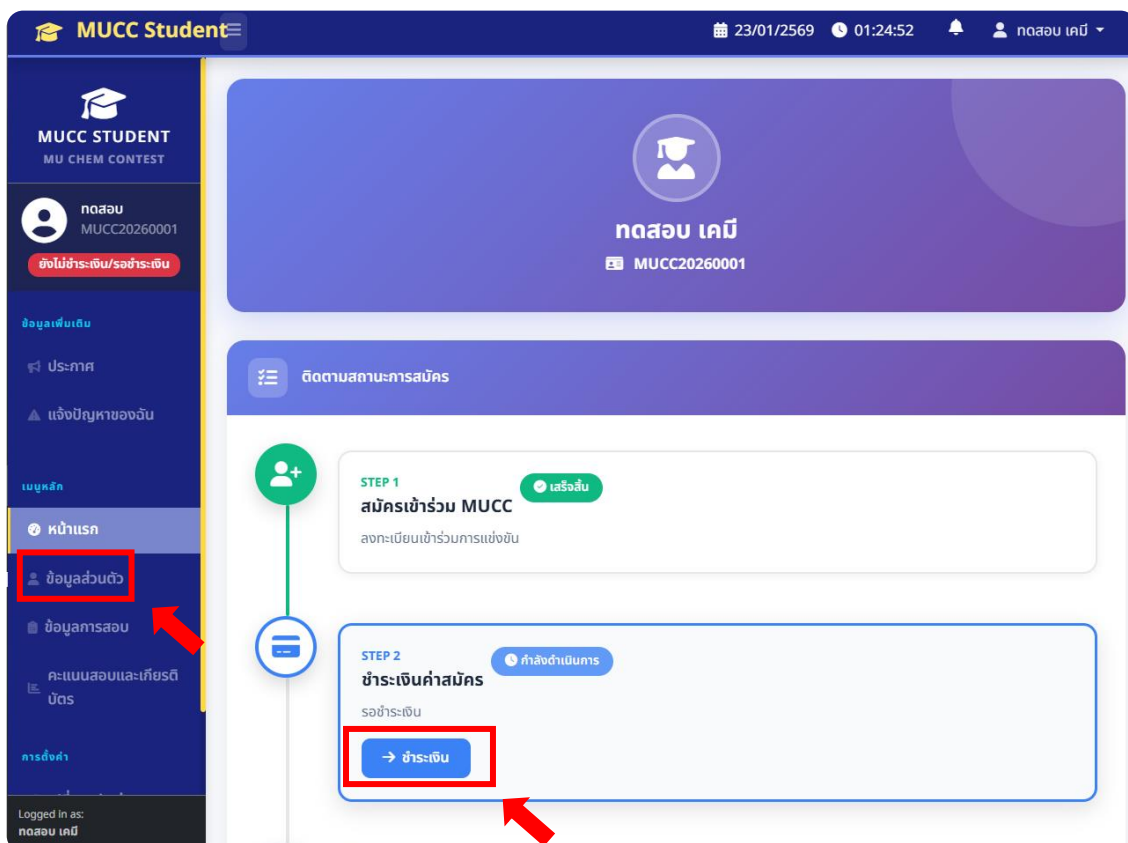 MUCC Student
23/01/2569 01:24:52 ทดสอบ เคมี
MUCC STUDENT
MU CHEM CONTEST
ทดสอบ
MUCC20260001
ยังไม่ชำระเงิน/รอชำระเงิน
ข้อมูลเพิ่มเติม
ประกาศ
แจ้งปัญหาของฉัน
เมนูหลัก
หน้าแรก
ข้อมูลส่วนตัว
ข้อมูลการสอบ
คะแนนสอบและเกียรติ
บัตร
การตั้งค่า
Logged in as:
ทดสอบ เคมี
ทดสอบ เคมี
MUCC20260001
ติดตามสถานะการสมัคร
STEP 1
สมัครเข้าร่วม MUCC
เสร็จสิ้น
ลงทะเบียนเข้าร่วมการแข่งขัน
STEP 2
ชำระเงินค่าสมัคร
กำลังดำเนินการ
รอชำระเงิน
ชำระเงิน